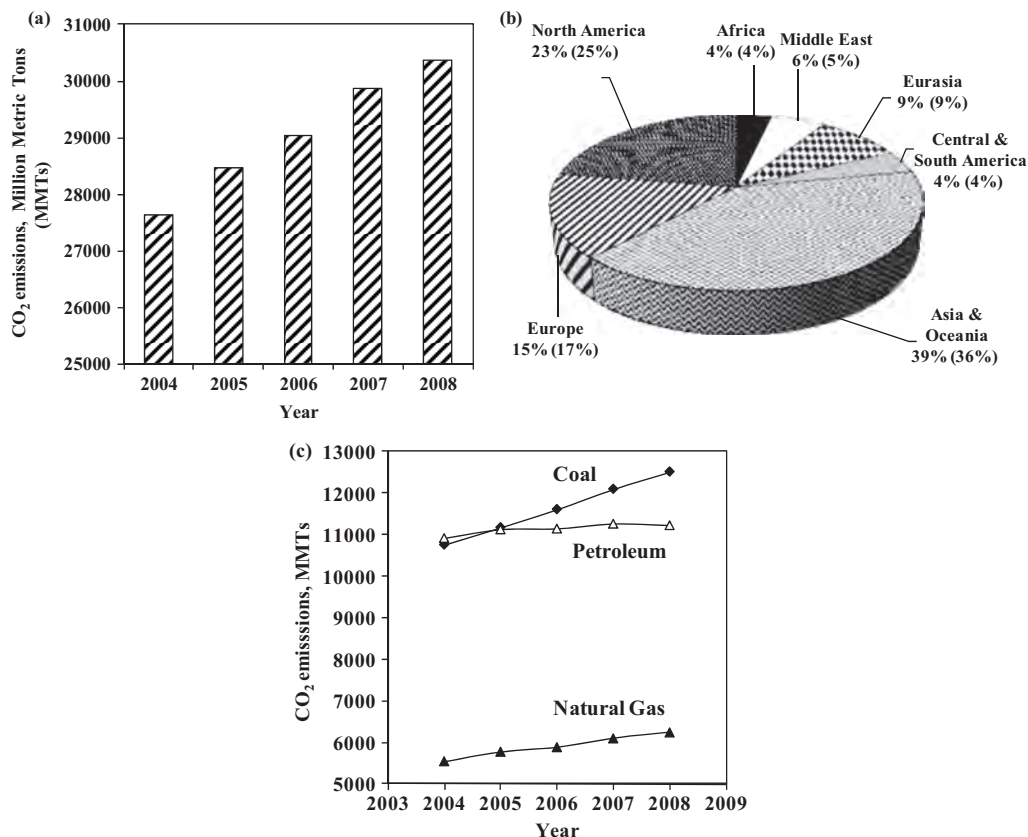 (a)
31000
30000
29000
28000
27000
26000
25000
CO₂ emissions, Million Metric Tons
(MMTs)
2004 2005 2006 2007 2008
Year
(b)
North America
23% (25%)
Africa
4% (4%)
Middle East
6% (5%)
Eurasia
9% (9%)
Central &
South America
4% (4%)
Asia &
Oceania
39% (36%)
Europe
15% (17%)
(c)
13000
12000
11000
10000
9000
8000
7000
6000
5000
CO₂ emisssions, MMTs
Coal
Petroleum
Natural Gas
2003 2004 2005 2006 2007 2008 2009
Year